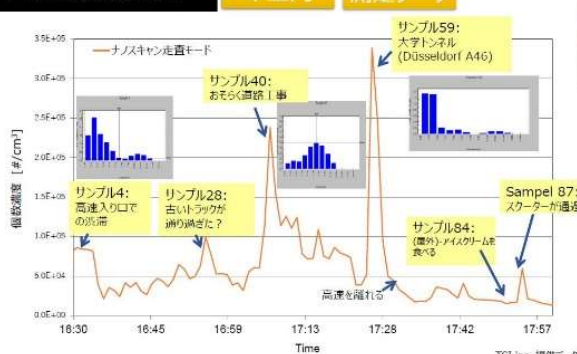 サンプル59:
大学トンネル
(Düsseldorf A46)
ナノスキャン走査モード
サンプル40:
おそらく道路工事
サンプル4:
高速入り口で
の渋滞
サンプル28:
古いトラックが
通り過ぎた?
Sampel 87:
スクーターが通過
サンプル84:
(屋外)-アイスクリームを
食べる
高速を離れる
個数濃度 [#/cm³]
3.5E+05
3.0E+05
2.5E+05
2.0E+05
1.5E+05
1.0E+05
5.0E+04
0.0E+00
16:30 16:45 16:59 17:13 17:28 17:42 17:57
Time